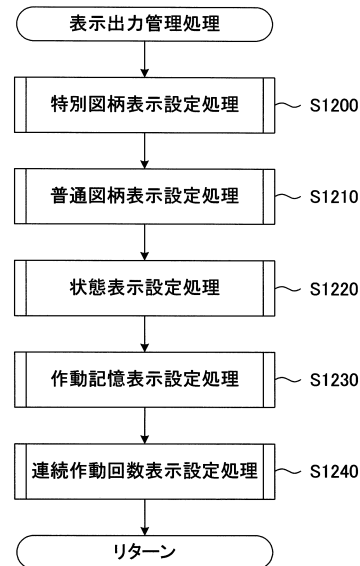 表示出力管理処理
特別図柄表示設定処理 S1200
普通図柄表示設定処理 S1210
状態表示設定処理 S1220
作動記憶表示設定処理 S1230
連続作動回数表示設定処理 S1240
リターン